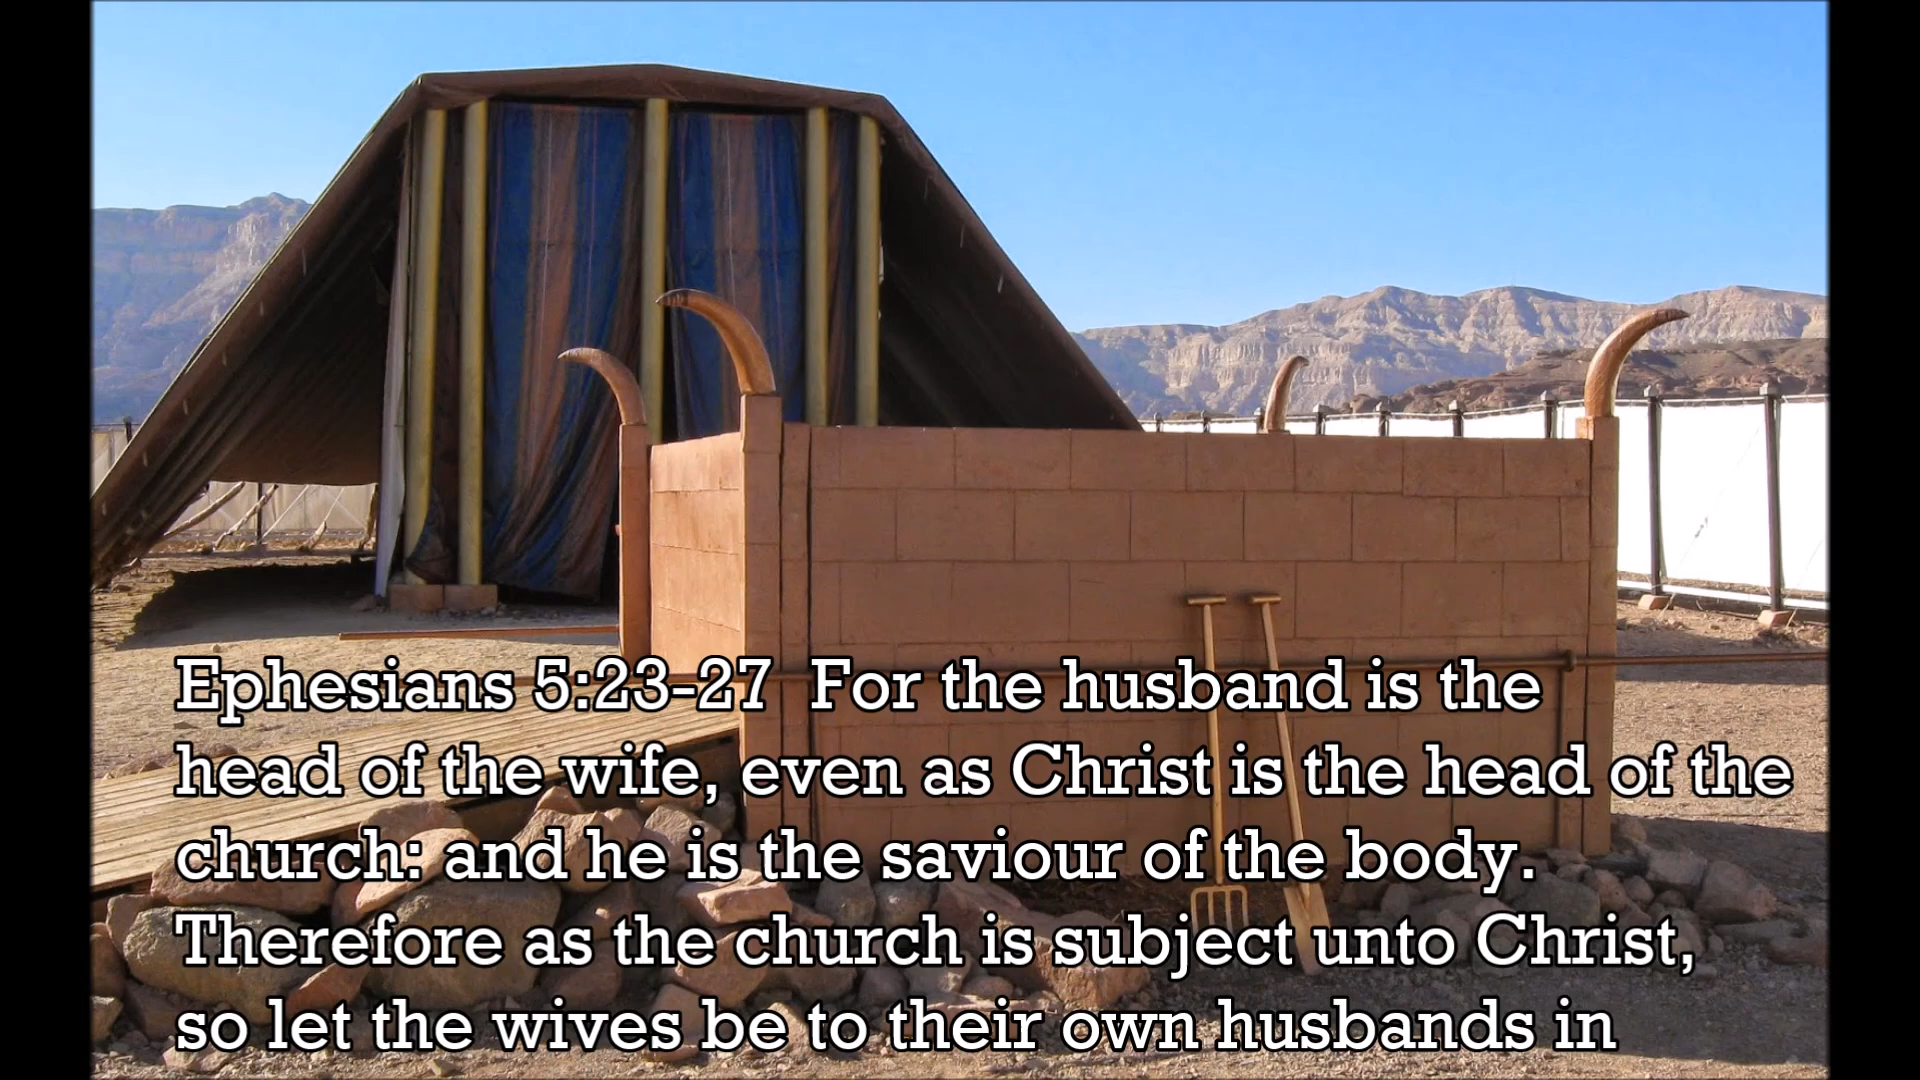 Ephesians 5:23-27  For the husband is the
head of the wife, even as Christ is the head of the
church: and he is the saviour of the body.
Therefore as the church is subject unto Christ,
so let the wives be to their own husbands in